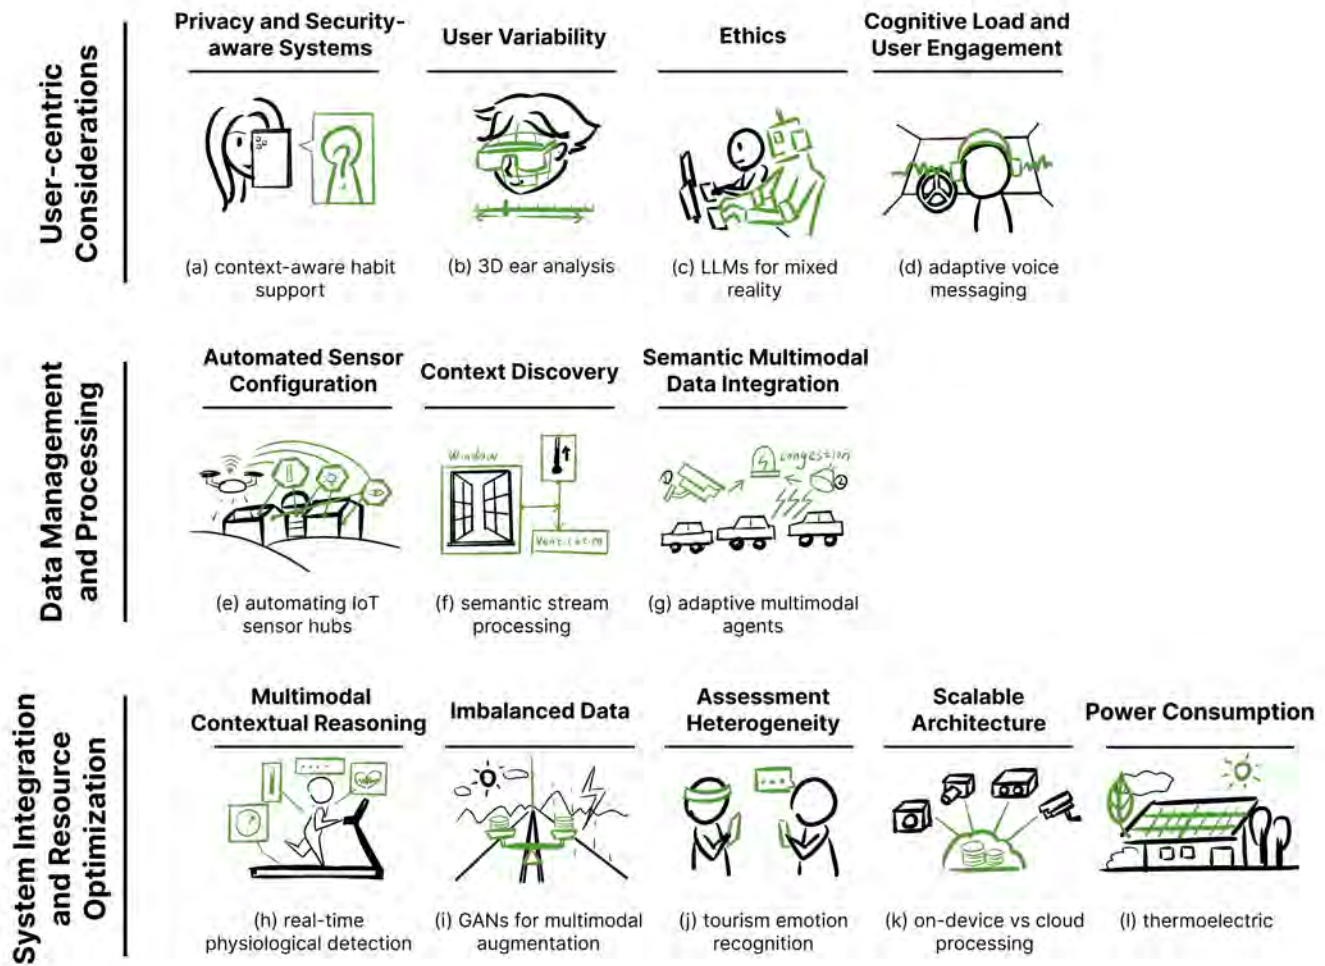 User-centric
Considerations
Privacy and Security-
aware Systems
User Variability
Ethics
Cognitive Load and
User Engagement
(a) context-aware habit
support
(b) 3D ear analysis
(c) LLMs for mixed
reality
(d) adaptive voice
messaging
Data Management
and Processing
Automated Sensor
Configuration
Context Discovery
Semantic Multimodal
Data Integration
Window
congestion
(e) automating IoT
sensor hubs
(f) semantic stream
processing
(g) adaptive multimodal
agents
System Integration
and Resource
Optimization
Multimodal
Contextual Reasoning
Imbalanced Data
Assessment
Heterogeneity
Scalable
Architecture
Power Consumption
(h) real-time
physiological detection
(i) GANs for multimodal
augmentation
(j) tourism emotion
recognition
(k) on-device vs cloud
processing
(l) thermoelectric